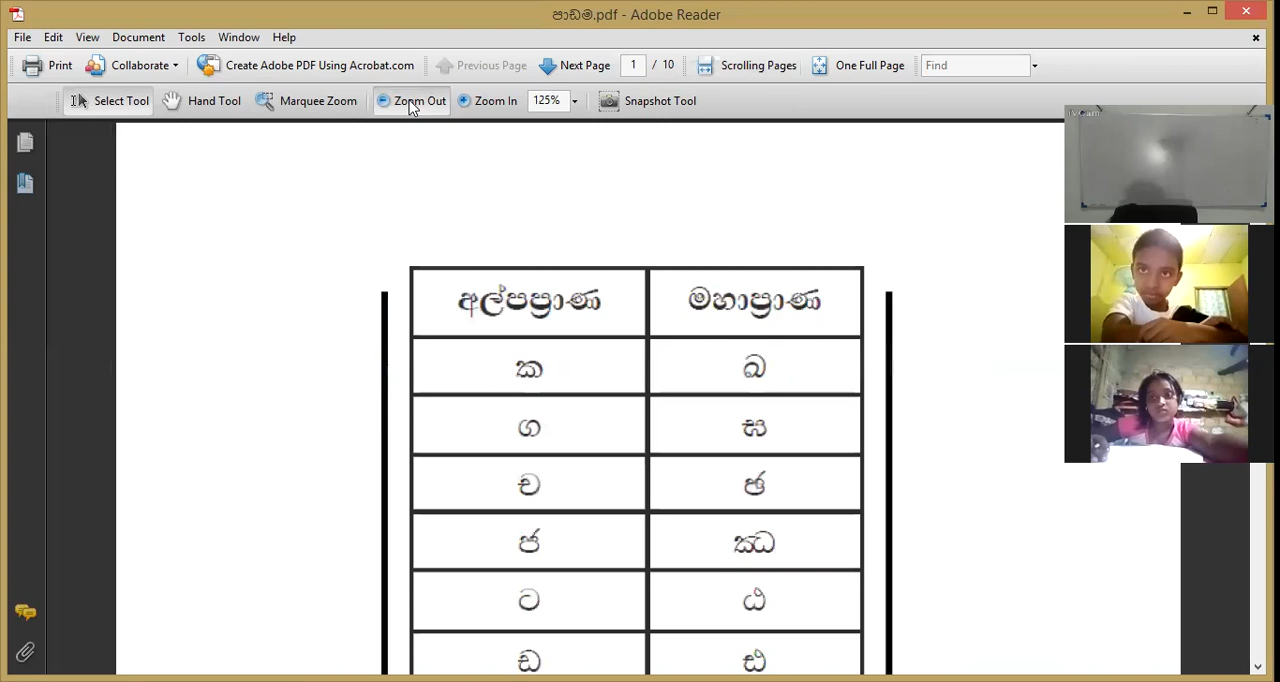 පාඩම.pdf - Adobe Reader
File Edit View Document Tools Window Help
Print Collaborate Create Adobe PDF Using Acrobat.com Previous Page Next Page 1 / 10 Scrolling Pages One Full Page Find
Select Tool Hand Tool Marquee Zoom Zoom Out Zoom In 125% Snapshot Tool
අල්පප්‍රාණ මහාප්‍රාණ
ක ඛ
ග ඝ
ච ඡ
ජ ඣ
ට ඨ
ඩ ඪ